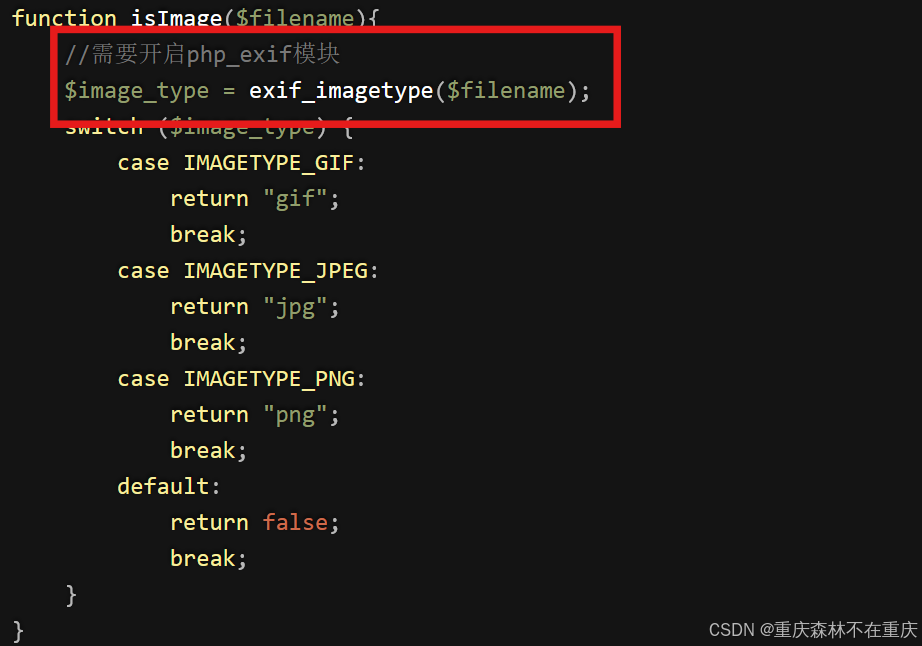 function isImage($filename){
    //需要开启php_exif模块
    $image_type = exif_imagetype($filename);
    switch ($image_type) {
        case IMAGETYPE_GIF:
            return "gif";
            break;
        case IMAGETYPE_JPEG:
            return "jpg";
            break;
        case IMAGETYPE_PNG:
            return "png";
            break;
        default:
            return false;
            break;
    }
}
CSDN @重庆森林不在重庆